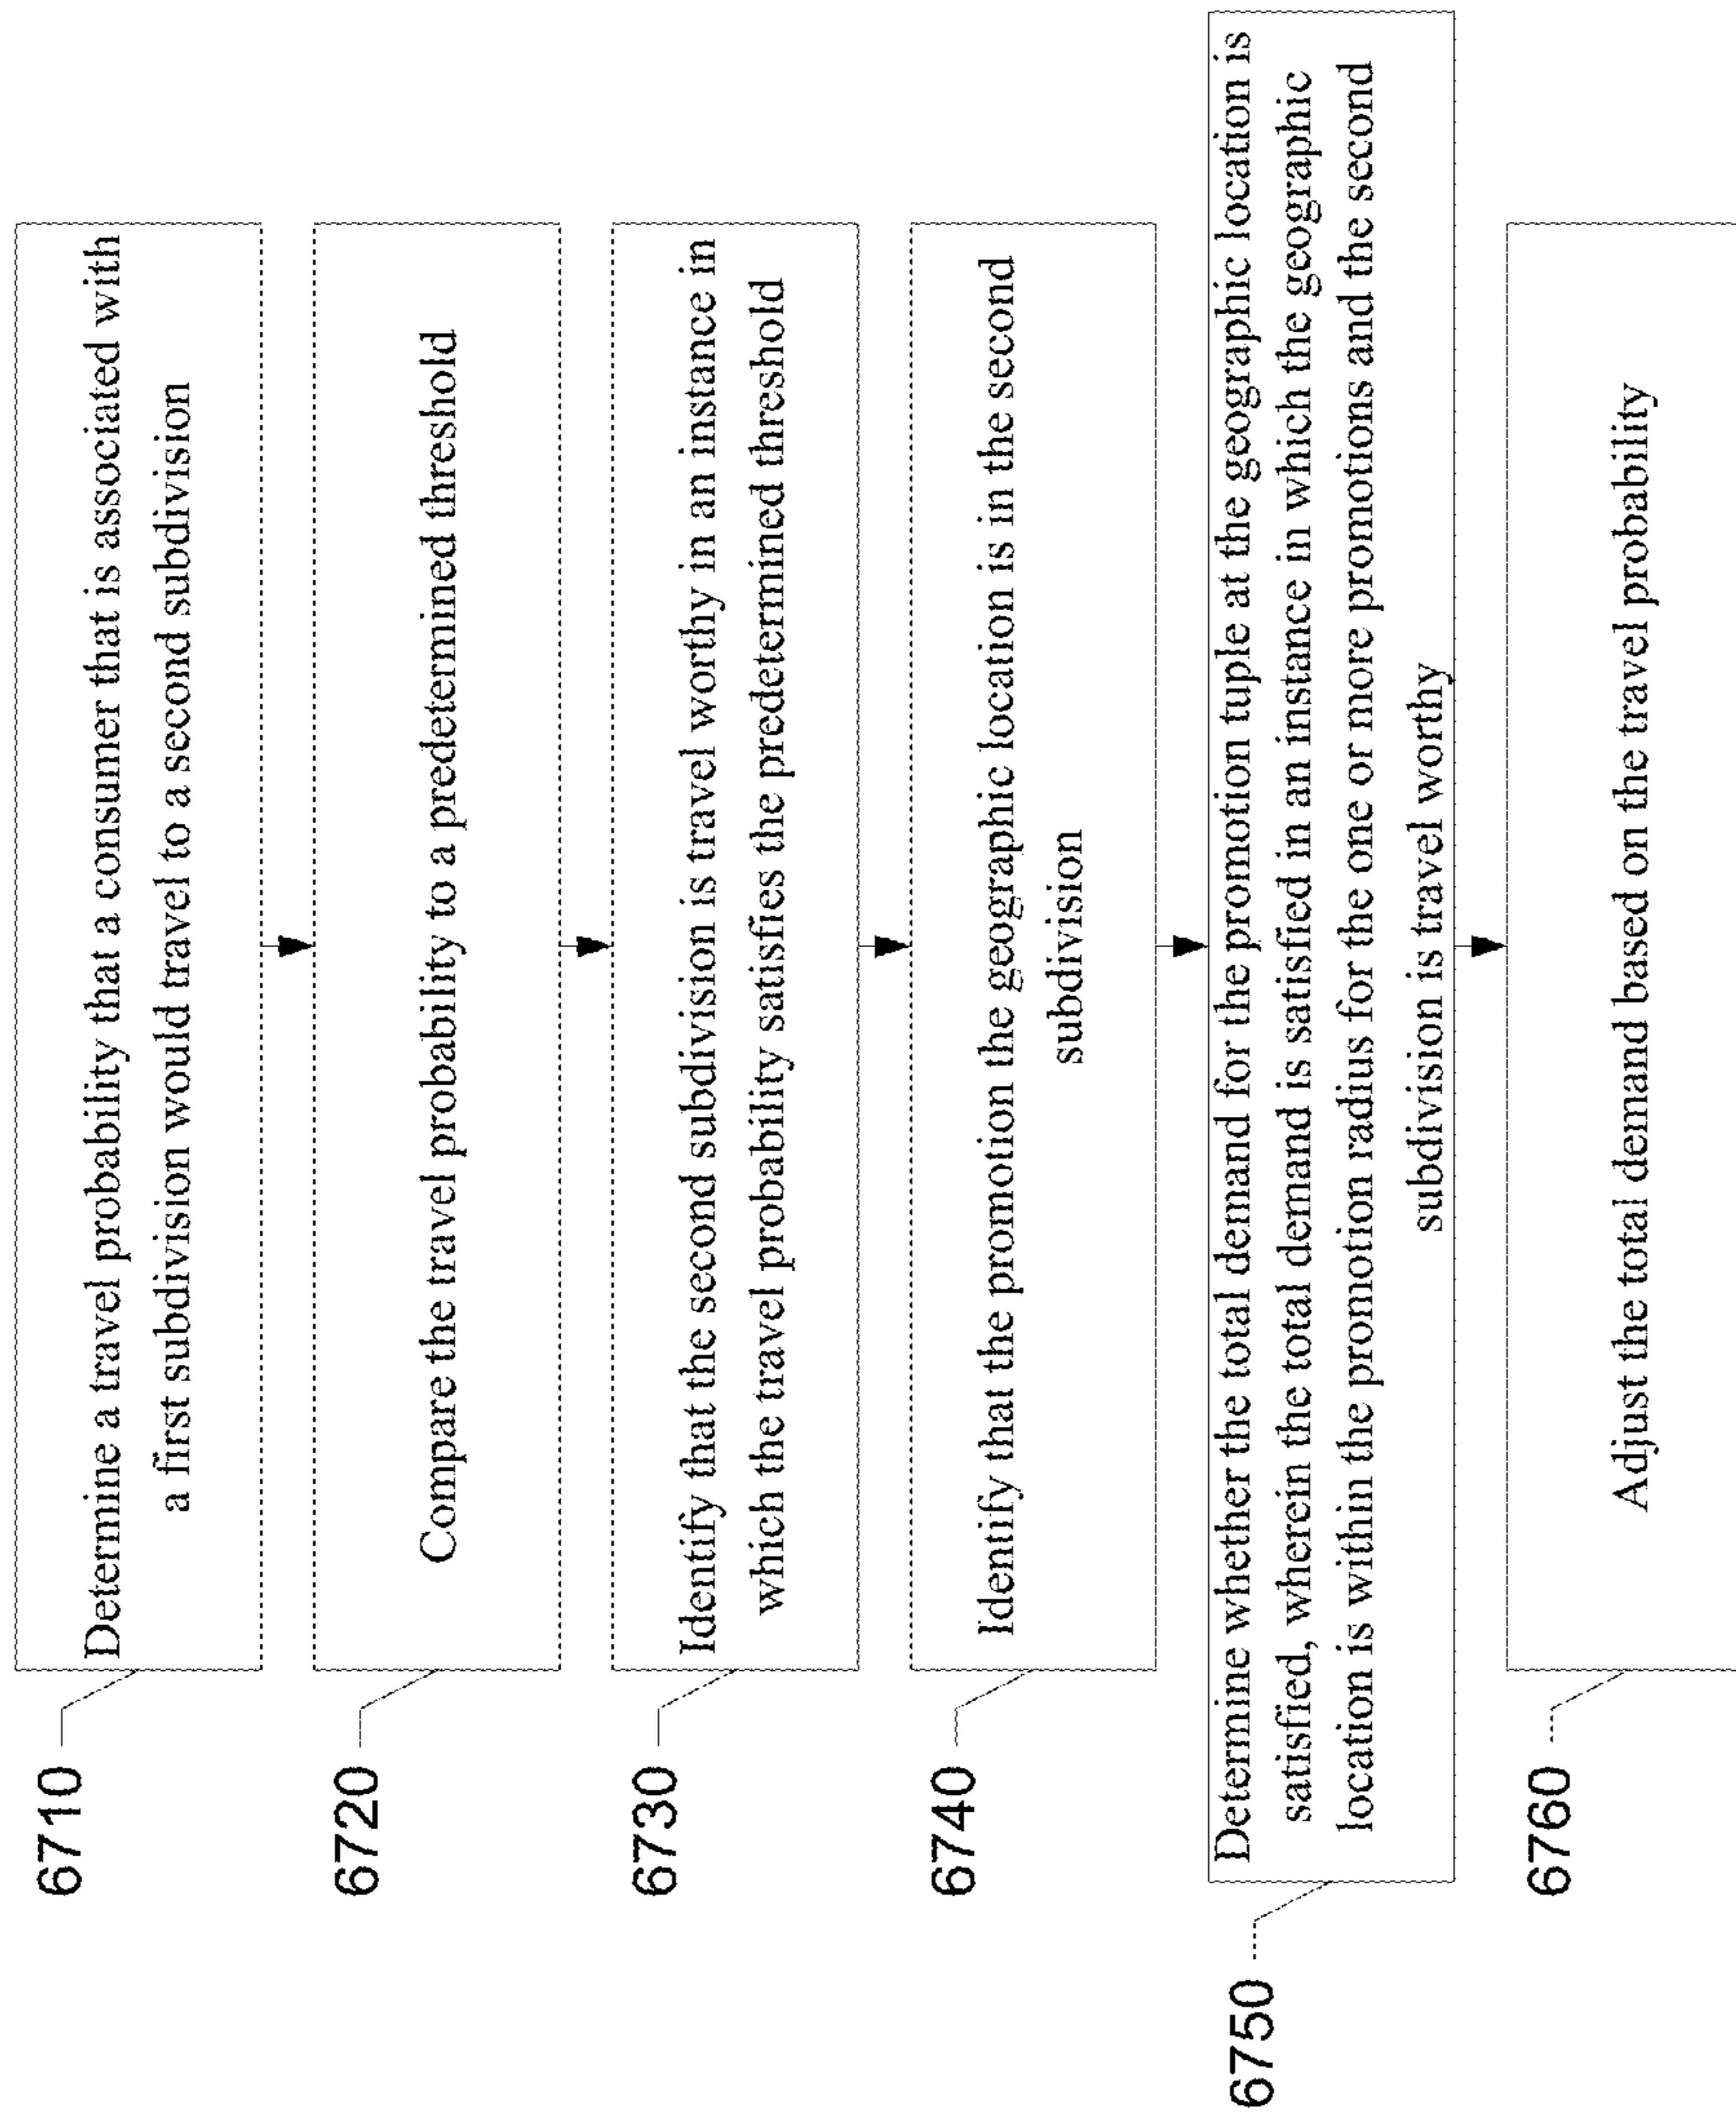 6710
Determine a travel probability that a consumer that is associated with
a first subdivision would travel to a second subdivision
6720
Compare the travel probability to a predetermined threshold
6730
Identify that the second subdivision is travel worthy in an instance in
which the travel probability satisfies the predetermined threshold
6740
Identify that the promotion the geographic location is in the second
subdivision
6750
Determine whether the total demand for the promotion tuple at the geographic location is
satisfied, wherein the total demand is satisfied in an instance in which the geographic
location is within the promotion radius for the one or more promotions and the second
subdivision is travel worthy
6760
Adjust the total demand based on the travel probability